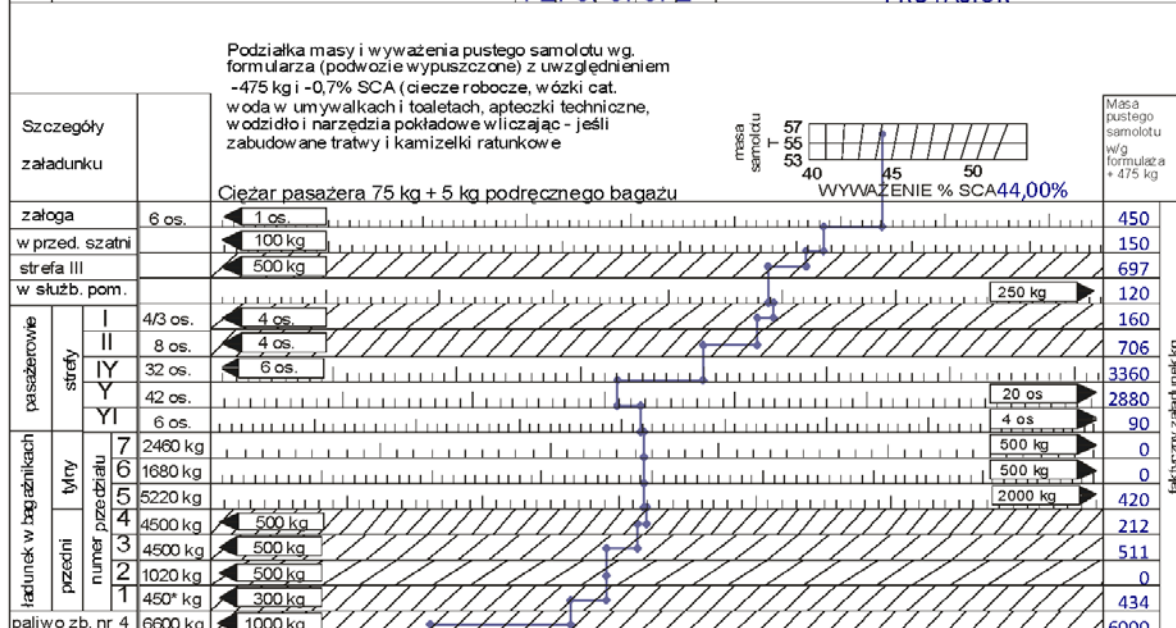 Podziałka masy i wyważenia pustego samolotu wg.
formularza (podwozie wypuszczone) z uwzględnieniem
-475 kg i -0,7% SCA (ciecze robocze, wózki cat.
woda w umywalkach i toaletach, apteczki techniczne,
wodzidło i narzędzia pokładowe wliczając - jeśli
zabudowane tratwy i kamizelki ratunkowe
Szczegóły
załadunku
masa
samolotu
T
57
55
53
40 45 50
WYWAŻENIE % SCA 44,00%
Masa
pustego
samolotu
w/g
formulaża
+ 475 kg
Ciężar pasażera 75 kg + 5 kg podręcznego bagażu
załoga 6 os. 1 os. 450
w przed. szatni 100 kg 150
strefa III 500 kg 697
w służb. pom. 250 kg 120
pasażerowie
strefy
I 4/3 os. 4 os. 160
II 8 os. 4 os. 706
IY 32 os. 6 os. 3360
Y 42 os. 20 os 2880
YI 6 os. 4 os 90
ładunek w bagażnikach
tylny
przedni
numer przedziału
7 2460 kg 500 kg 0
6 1680 kg 500 kg 0
5 5220 kg 2000 kg 420
4 4500 kg 500 kg 212
3 4500 kg 500 kg 511
2 1020 kg 500 kg 0
1 450* kg 300 kg 434
paliwo zb. nr 4 6600 kg 1000 kg 6000